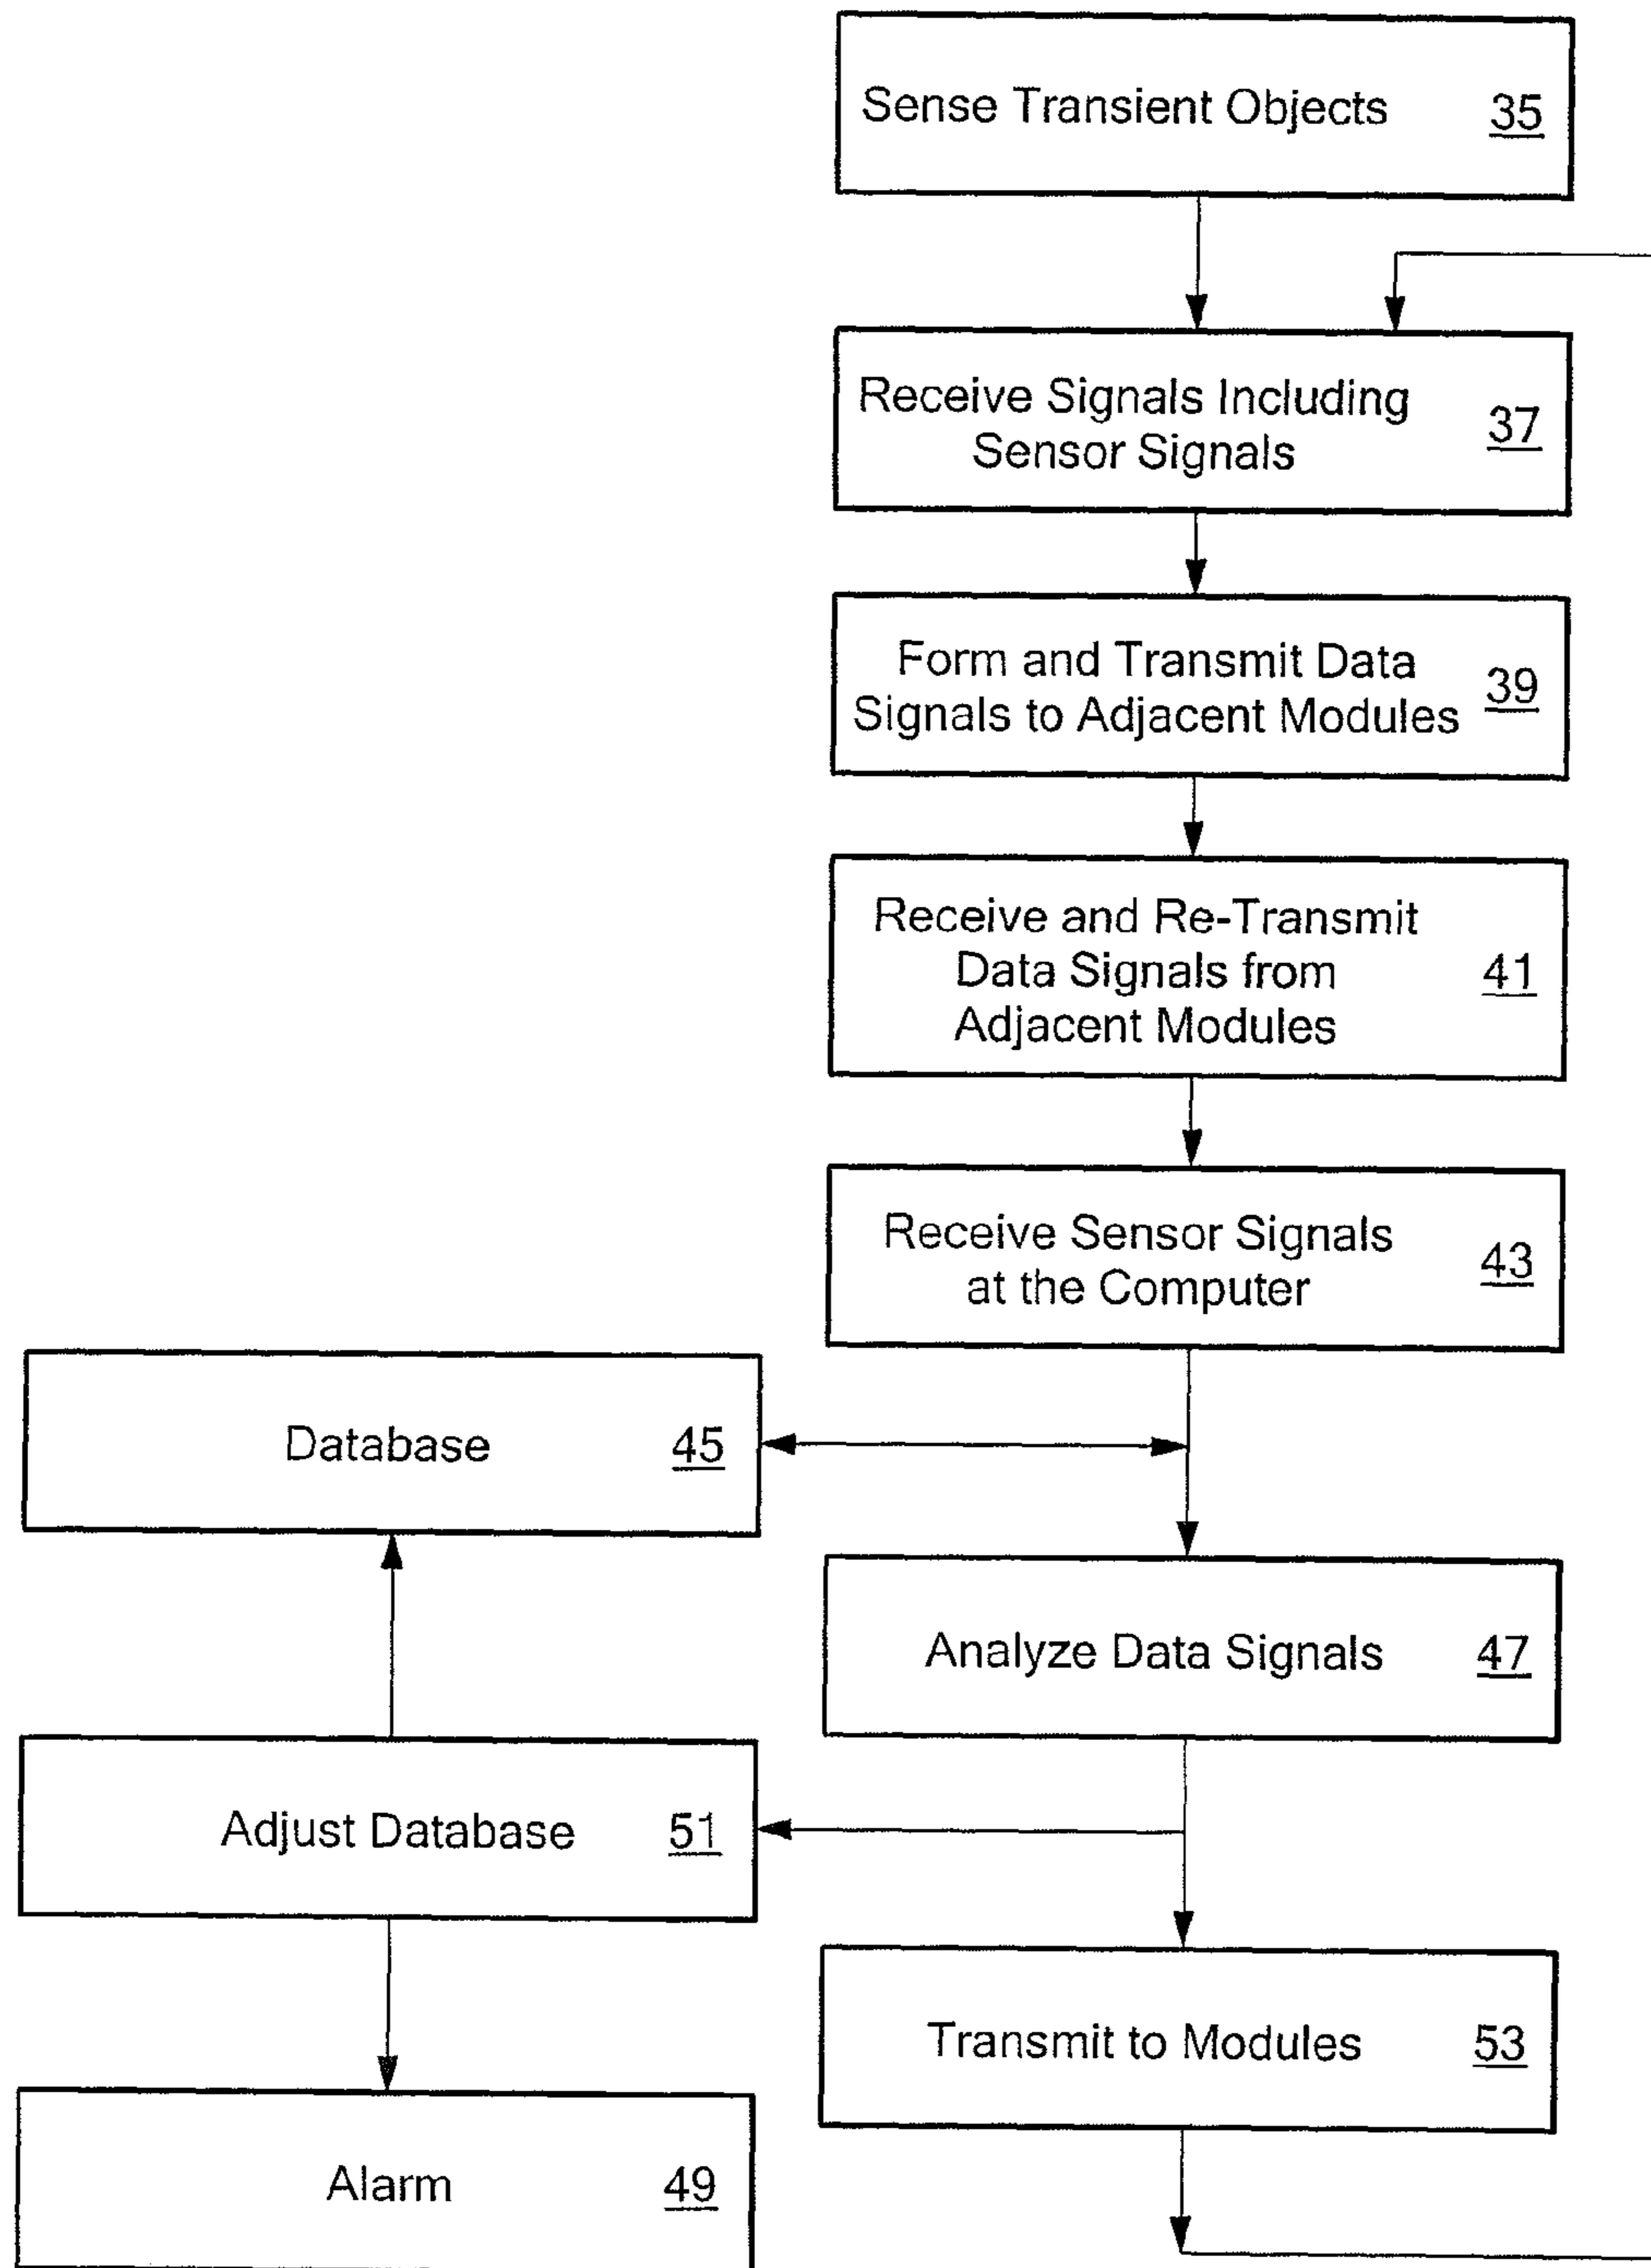 Sense Transient Objects 35
Receive Signals Including
Sensor Signals 37
Form and Transmit Data
Signals to Adjacent Modules 39
Receive and Re-Transmit
Data Signals from
Adjacent Modules 41
Receive Sensor Signals
at the Computer 43
Database 45
Analyze Data Signals 47
Adjust Database 51
Transmit to Modules 53
Alarm 49